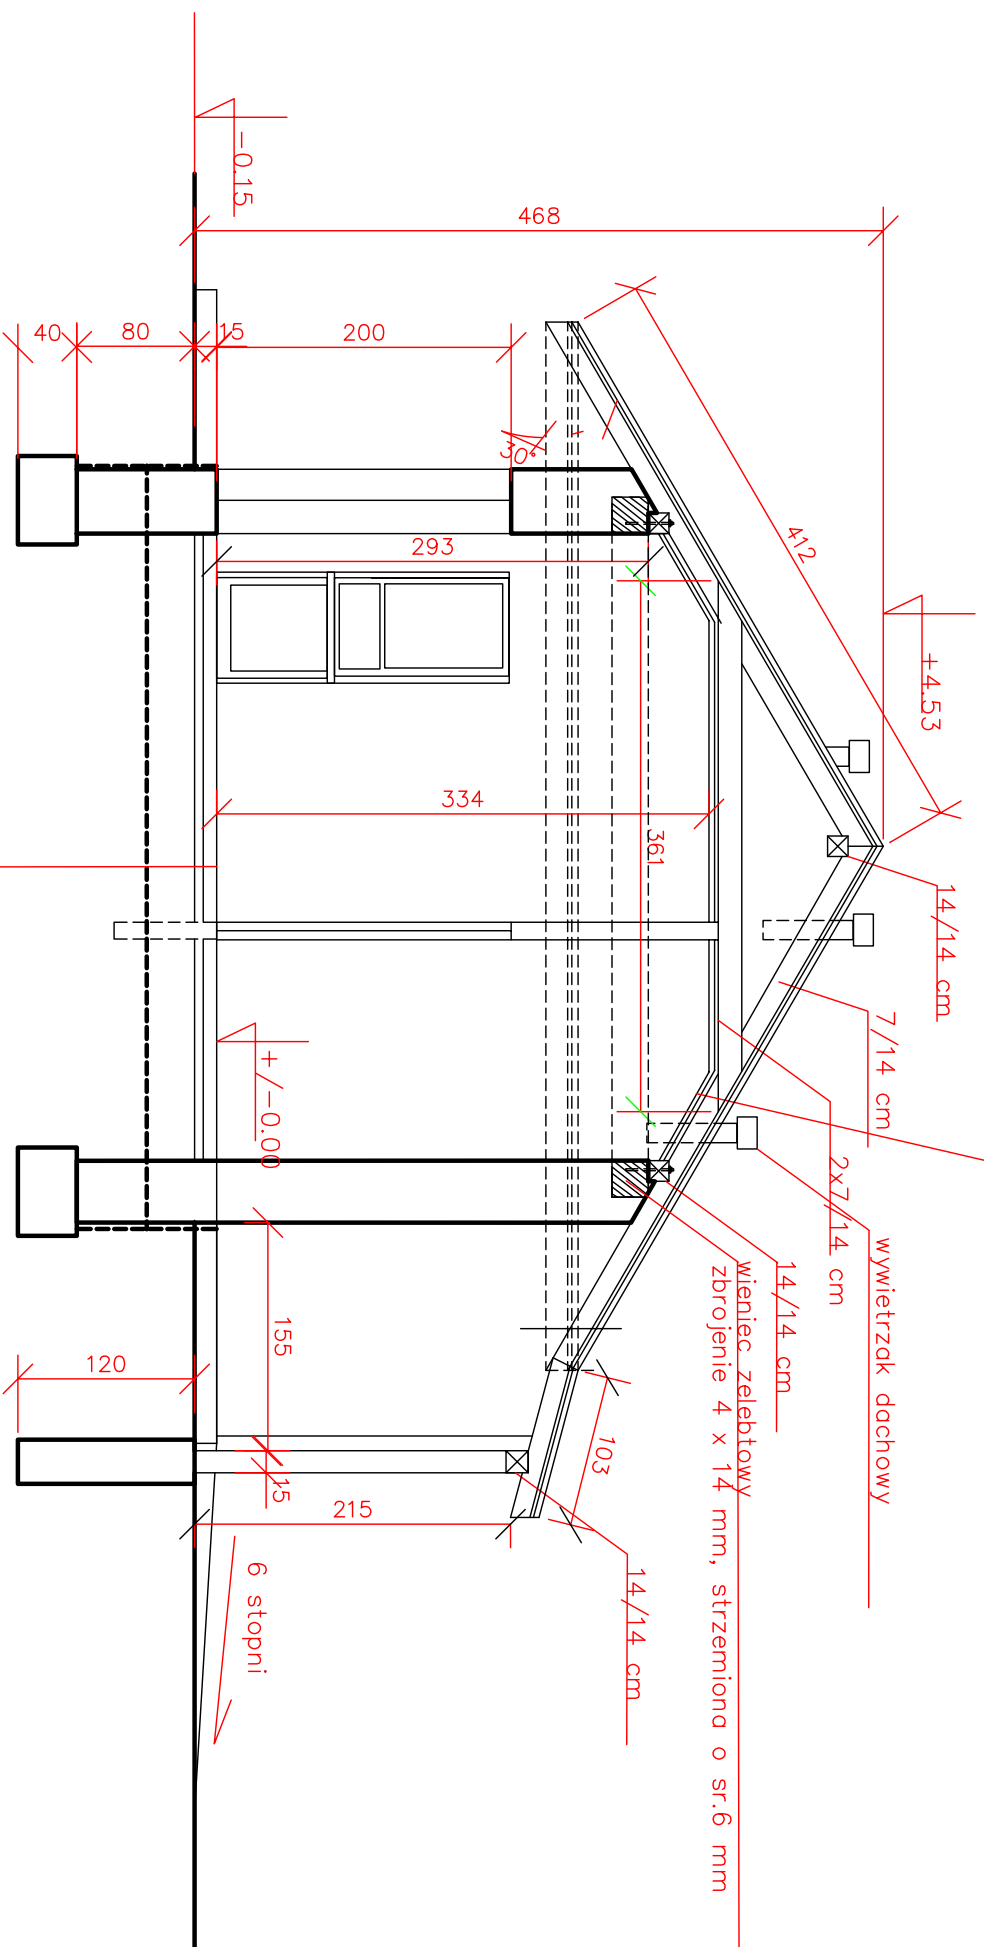 -0.15
468
40
80
15
200
30°
293
412
+4.53
334
361
14/14 cm
7/14 cm
2x7/14 cm
wywietrzak dachowy
+/-0.00
14/14 cm
wieniec zelebtowy
zbrojenie 4 x 14 mm, strzemiona o sr.6 mm
155
120
103
15
215
14/14 cm
6 stopni